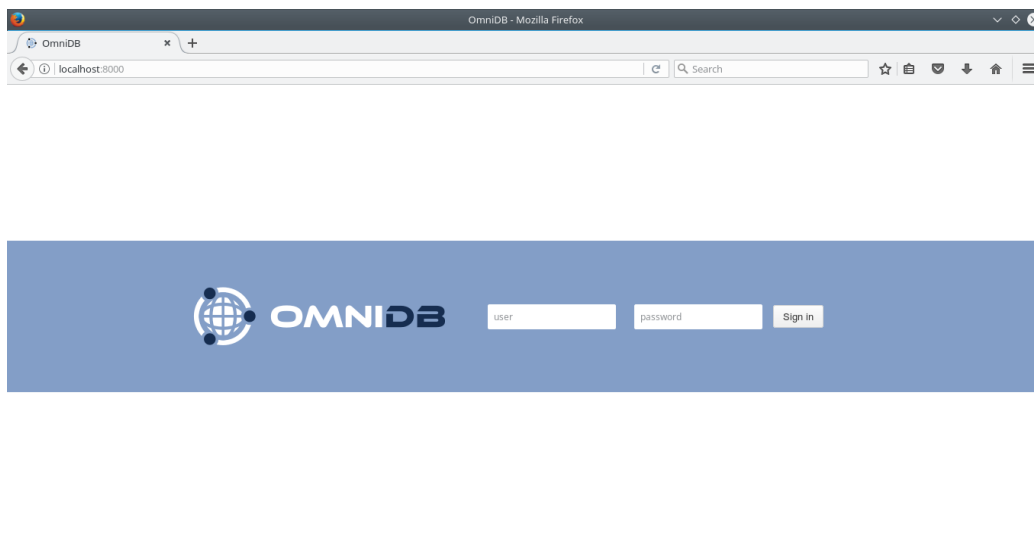 OmniDB - Mozilla Firefox
OmniDB
localhost:8000
Search
OMNIDB
user
password
Sign in